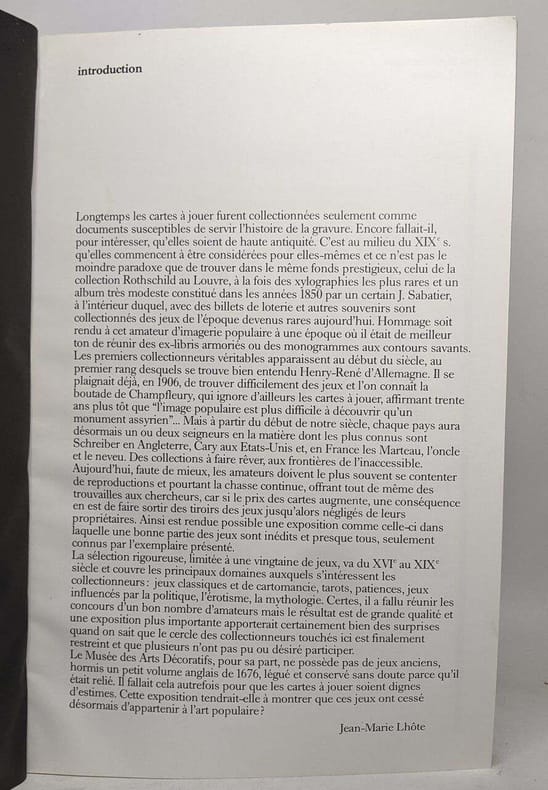 introduction
Longtemps les cartes à jouer furent collectionnées seulement comme
documents susceptibles de servir l'histoire de la gravure. Encore fallait-il,
pour intéresser, qu'elles soient de haute antiquité. C'est au milieu du XIXe s.
qu'elles commencent à être considérées pour elles-mêmes et ce n'est pas le
moindre paradoxe que de trouver dans le même fonds prestigieux, celui de la
collection Rothschild au Louvre, à la fois des xylographies les plus rares et un
album très modeste constitué dans les années 1850 par un certain J. Sabatier,
à l'intérieur duquel, avec des billets de loterie et autres souvenirs sont
collectionnés des jeux de l'époque devenus rares aujourd'hui. Hommage soit
rendu à cet amateur d'imagerie populaire à une époque où il était de meilleur
ton de réunir des ex-libris armoriés ou des monogrammes aux contours savants.
Les premiers collectionneurs véritables apparaissent au début du siècle, au
premier rang desquels se trouve bien entendu Henry-René d'Allemagne. Il se
plaignait déjà, en 1906, de trouver difficilement des jeux et l'on connaît la
boutade de Champfleury, qui ignore d'ailleurs les cartes à jouer, affirmant trente
ans plus tôt que "l'image populaire est plus difficile à découvrir qu'un
monument assyrien"... Mais à partir du début de notre siècle, chaque pays aura
désormais un ou deux seigneurs en la matière dont les plus connus sont
Schreiber en Angleterre, Cary aux Etats-Unis et, en France les Marteau, l'oncle
et le neveu. Des collections à faire rêver, aux frontières de l'inaccessible.
Aujourd'hui, faute de mieux, les amateurs doivent le plus souvent se contenter
de reproductions et pourtant la chasse continue, offrant tout de même des
trouvailles aux chercheurs, car si le prix des cartes augmente, une conséquence
en est de faire sortir des tiroirs des jeux jusqu'alors négligés de leurs
propriétaires. Ainsi est rendue possible une exposition comme celle-ci dans
laquelle une bonne partie des jeux sont inédits et presque tous, seulement
connus par l'exemplaire présenté.
La sélection rigoureuse, limitée à une vingtaine de jeux, va du XVIe au XIXe
siècle et couvre les principaux domaines auxquels s'intéressent les
collectionneurs : jeux classiques et de cartomancie, tarots, patiences, jeux
influencés par la politique, l'érotisme, la mythologie. Certes, il a fallu réunir les
concours d'un bon nombre d'amateurs mais le résultat est de grande qualité et
une exposition plus importante apporterait certainement bien des surprises
quand on sait que le cercle des collectionneurs touchés ici est finalement
restreint et que plusieurs n'ont pas pu ou désiré participer.
Le Musée des Arts Décoratifs, pour sa part, ne possède pas de jeux anciens,
hormis un petit volume anglais de 1676, légué et conservé sans doute parce qu'il
était relié. Il fallait cela autrefois pour que les cartes à jouer soient dignes
d'estimes. Cette exposition tendrait-elle à montrer que ces jeux ont cessé
désormais d'appartenir à l'art populaire ?
Jean-Marie Lhôte